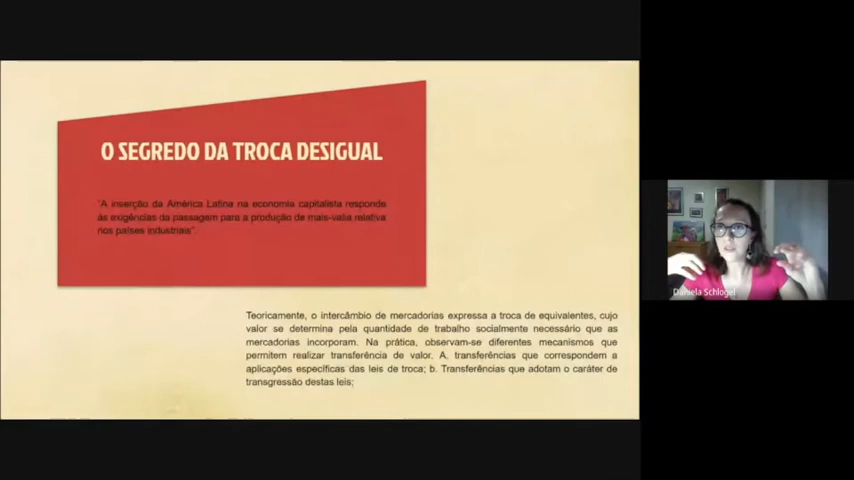 O SEGREDO DA TROCA DESIGUAL
"A inserção da América Latina na economia capitalista responde
às exigências da passagem para a produção de mais-valia relativa
nos países industriais".
Teoricamente, o intercâmbio de mercadorias expressa a troca de equivalentes, cujo
valor se determina pela quantidade de trabalho socialmente necessário que as
mercadorias incorporam. Na prática, observam-se diferentes mecanismos que
permitem realizar transferência de valor. A. transferências que correspondem a
aplicações específicas das leis de troca; b. Transferências que adotam o caráter de
transgressão destas leis;
Daniela Schlogel